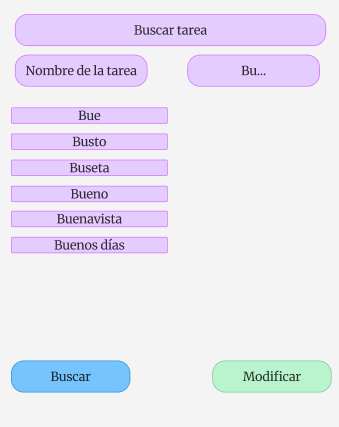 Buscar tarea
Nombre de la tarea
Bu...
Bue
Busto
Buseta
Bueno
Buenavista
Buenos días
Buscar
Modificar